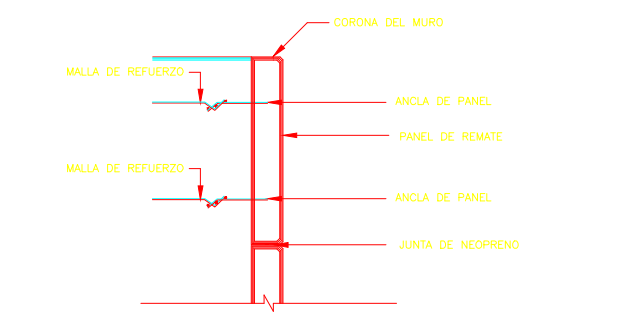 CORONA DEL MURO
MALLA DE REFUERZO
ANCLA DE PANEL
PANEL DE REMATE
MALLA DE REFUERZO
ANCLA DE PANEL
JUNTA DE NEOPRENO